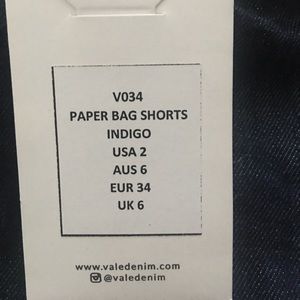 V034
PAPER BAG SHORTS
INDIGO
USA 2
AUS 6
EUR 34
UK 6
www.valedenim.com
@valedenim